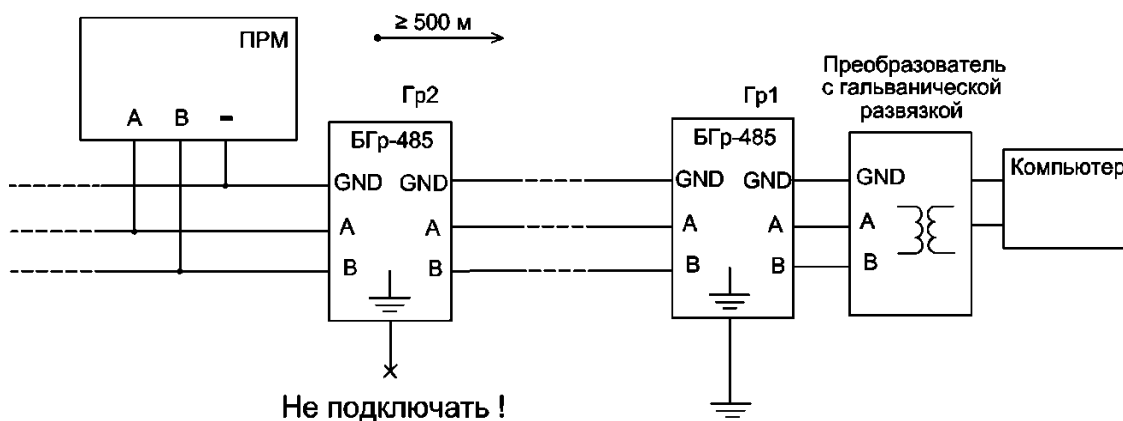 ПРМ
A B -
≥ 500 м
Гр2
БГр-485
GND GND
A A
B B
Не подключать !
Гр1
БГр-485
GND GND
A A
B B
Преобразователь
с гальванической
развязкой
GND
A
B
Компьютер